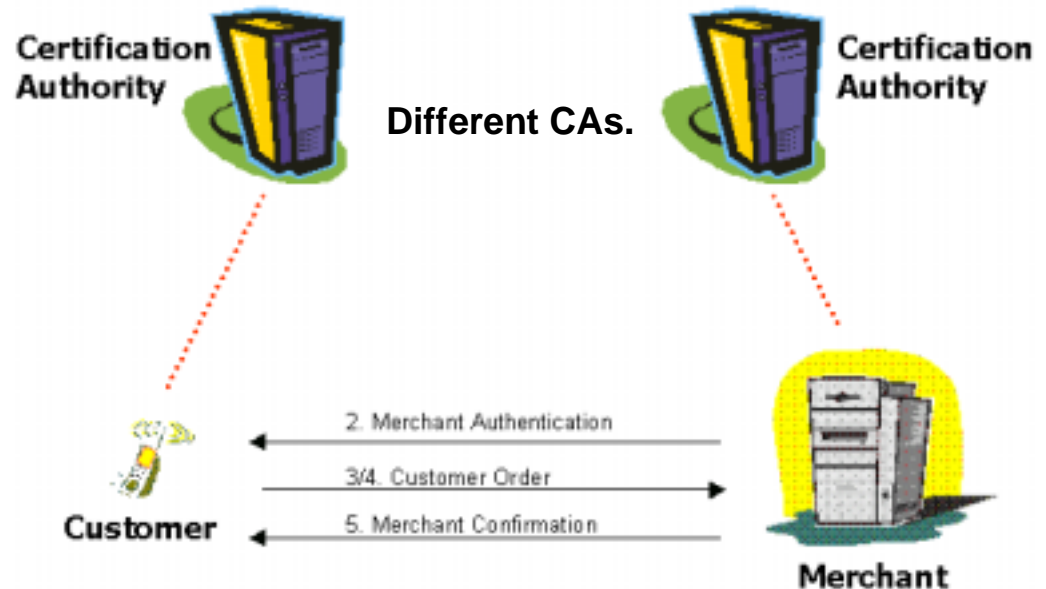 Certification
Authority
Different CAs.
Certification
Authority
2. Merchant Authentication
3/4. Customer Order
5. Merchant Confirmation
Customer
Merchant